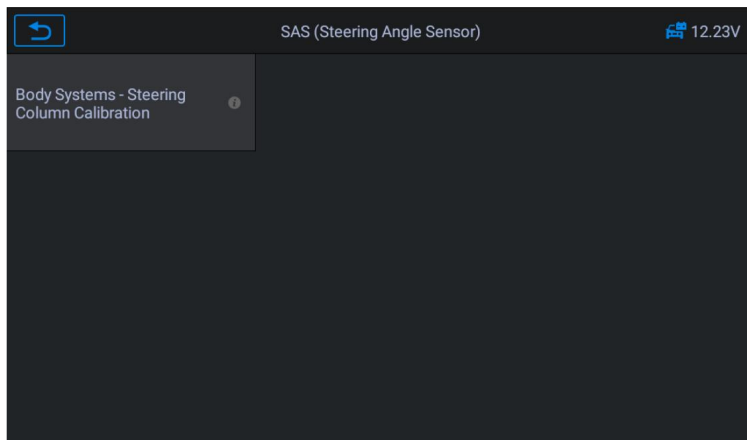 SAS (Steering Angle Sensor)
12.23V
Body Systems - Steering
Column Calibration